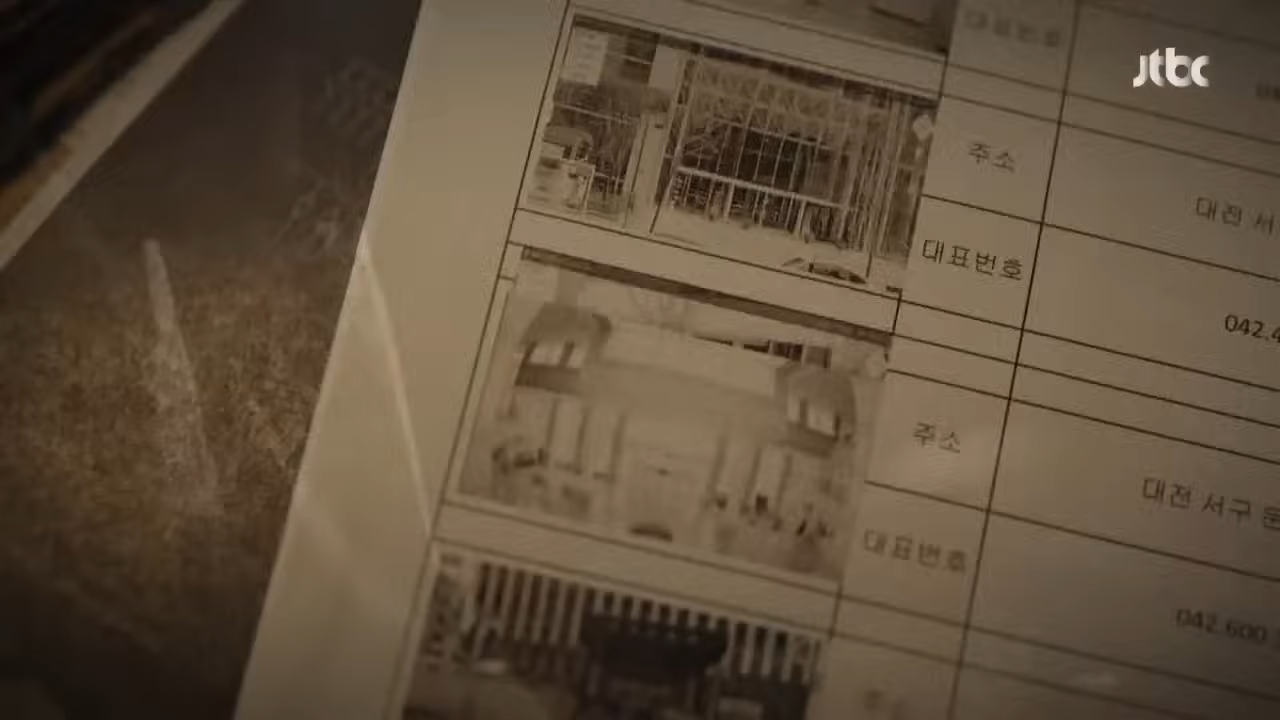 대표번호
jtbc
주소
대전 서
대표번호
042.4
주소
대전 서구
대표번호
042.600